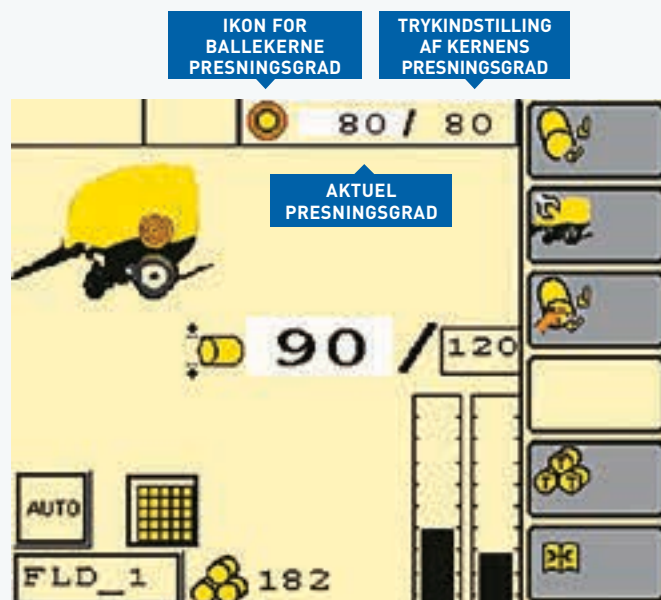 IKON FOR
BALLEKERNE
PRESNINGSGRAD
TRYKINDSTILLING
AF KERNENS
PRESNINGSGRAD
80 / 80
AKTUEL
PRESNINGSGRAD
90 / 120
AUTO
FLD_1
182
T T T